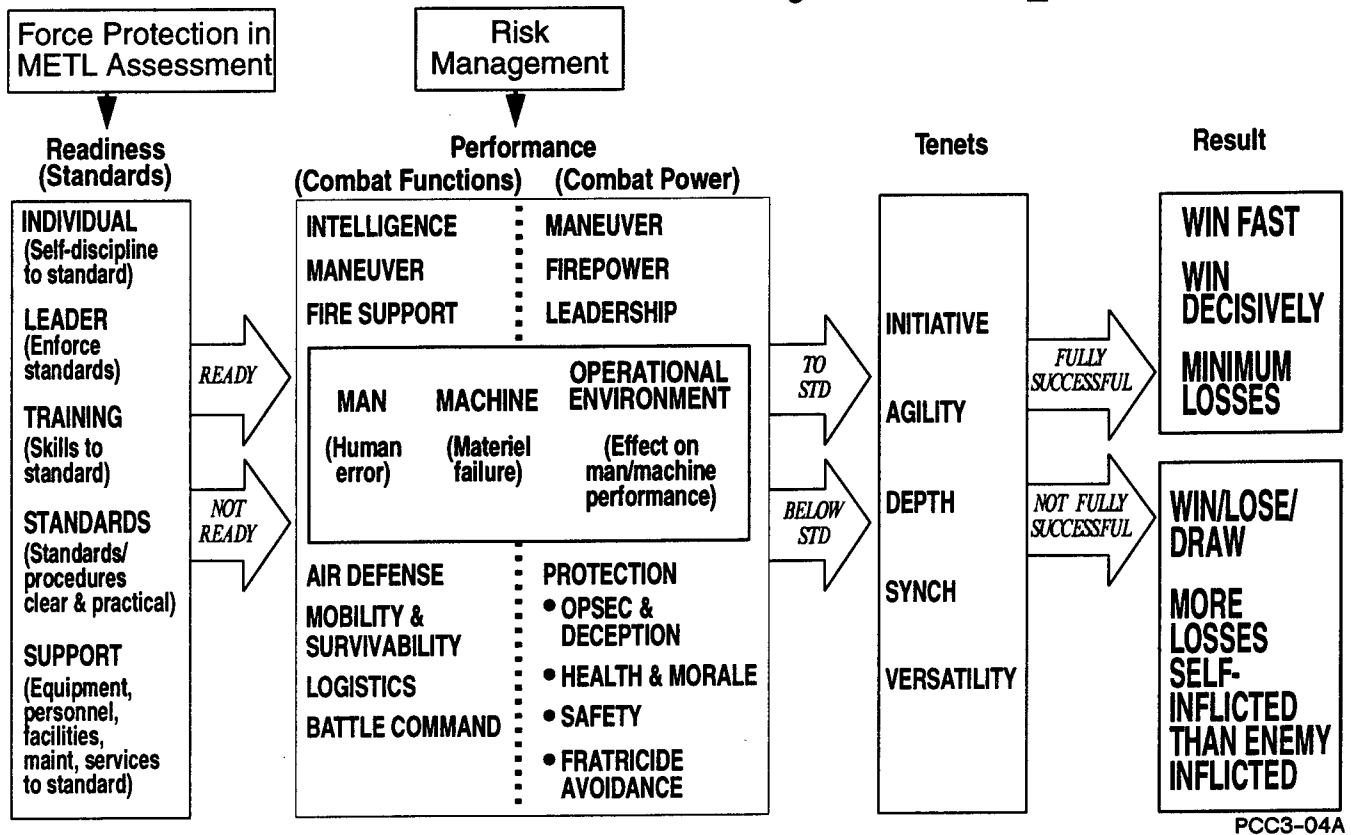 Force Protection in
METL Assessment
Risk
Management
Readiness
(Standards)
Performance
(Combat Functions)
(Combat Power)
Tenets
Result
INDIVIDUAL
(Self-discipline
to standard)
LEADER
(Enforce
standards)
TRAINING
(Skills to
standard)
STANDARDS
(Standards/
procedures
clear & practical)
SUPPORT
(Equipment,
personnel,
facilities,
maint, services
to standard)
READY
NOT
READY
INTELLIGENCE
MANEUVER
FIRE SUPPORT
MANEUVER
FIREPOWER
LEADERSHIP
MAN
(Human
error)
MACHINE
(Materiel
failure)
OPERATIONAL
ENVIRONMENT
(Effect on
man/machine
performance)
AIR DEFENSE
MOBILITY &
SURVIVABILITY
LOGISTICS
BATTLE COMMAND
PROTECTION
• OPSEC &
DECEPTION
• HEALTH & MORALE
• SAFETY
• FRATRICIDE
AVOIDANCE
TO
STD
BELOW
STD
INITIATIVE
AGILITY
DEPTH
SYNCH
VERSATILITY
FULLY
SUCCESSFUL
NOT FULLY
SUCCESSFUL
WIN FAST
WIN
DECISIVELY
MINIMUM
LOSSES
WIN/LOSE/
DRAW
MORE
LOSSES
SELF-
INFLICTED
THAN ENEMY
INFLICTED
PCC3-04A